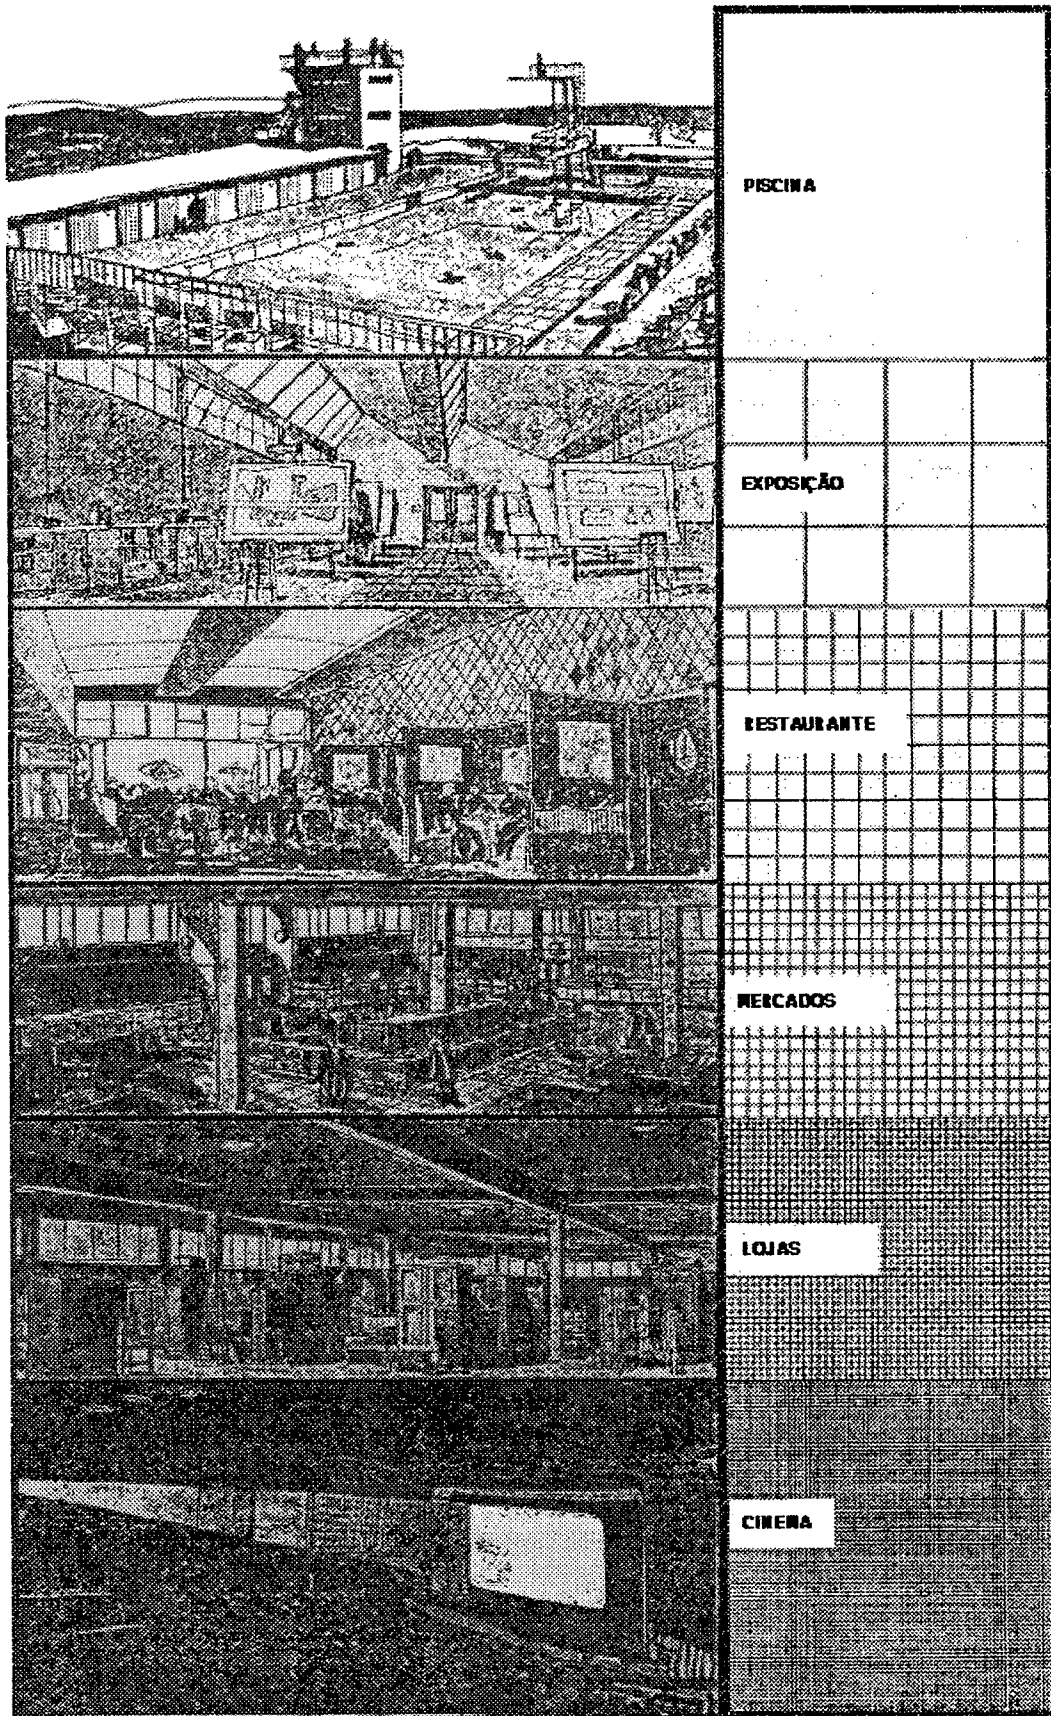 PISCINA
EXPOSIÇÃO
RESTAURANTE
MERCADOS
LOJAS
CINEMA